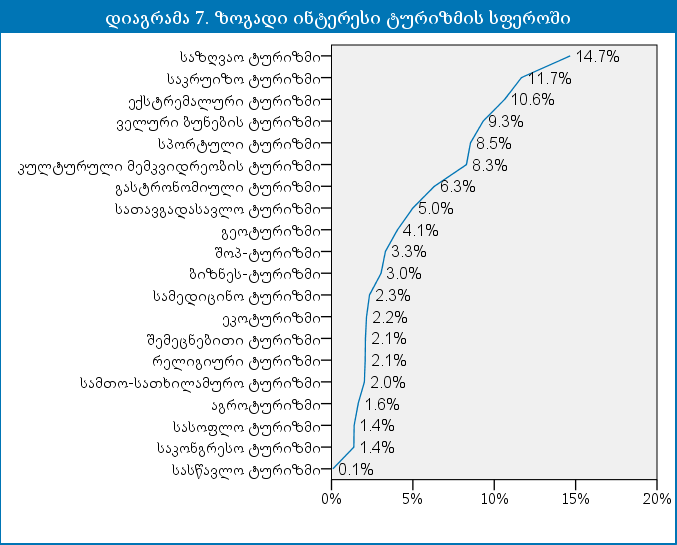 დიაგრამა 7. ზოგადი ინტერესი ტურიზმის სფეროში
საზღვაო ტურიზმი 14.7%
საკრუიზო ტურიზმი 11.7%
ექსტრემალური ტურიზმი 10.6%
ველური ბუნების ტურიზმი 9.3%
სპორტული ტურიზმი 8.5%
კულტურული მემკვიდრეობის ტურიზმი 8.3%
გასტრონომიული ტურიზმი 6.3%
სათავგადასავლო ტურიზმი 5.0%
გეოტურიზმი 4.1%
შოპ-ტურიზმი 3.3%
ბიზნეს-ტურიზმი 3.0%
სამედიცინო ტურიზმი 2.3%
ეკოტურიზმი 2.2%
შემეცნებითი ტურიზმი 2.1%
რელიგიური ტურიზმი 2.1%
სამთო-სათხილამურო ტურიზმი 2.0%
აგროტურიზმი 1.6%
სასოფლო ტურიზმი 1.4%
საკონგრესო ტურიზმი 1.4%
სასწავლო ტურიზმი 0.1%
0% 5% 10% 15% 20%